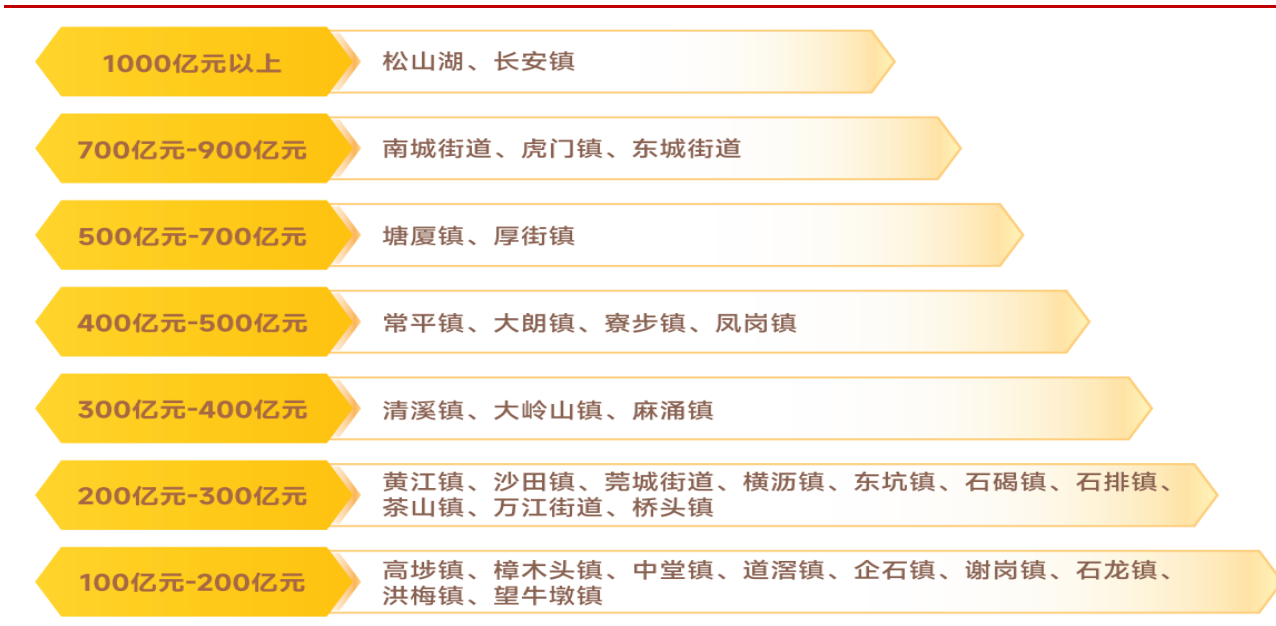 1000亿元以上
松山湖、长安镇
700亿元-900亿元
南城街道、虎门镇、东城街道
500亿元-700亿元
塘厦镇、厚街镇
400亿元-500亿元
常平镇、大朗镇、寮步镇、凤岗镇
300亿元-400亿元
清溪镇、大岭山镇、麻涌镇
200亿元-300亿元
黄江镇、沙田镇、莞城街道、横沥镇、东坑镇、石碣镇、石排镇、
茶山镇、万江街道、桥头镇
100亿元-200亿元
高埗镇、樟木头镇、中堂镇、道滘镇、企石镇、谢岗镇、石龙镇、
洪梅镇、望牛墩镇